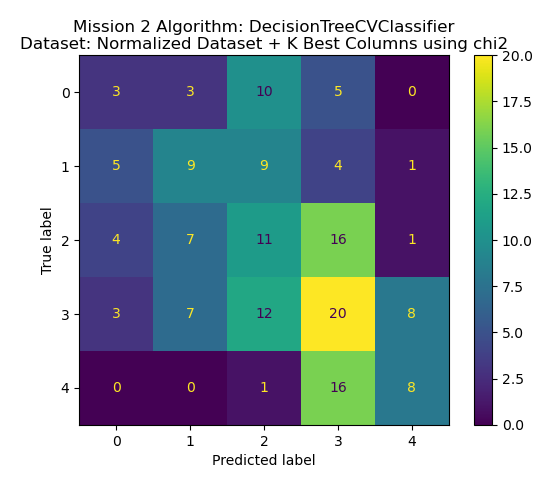 Mission 2 Algorithm: DecisionTreeCVClassifier
Dataset: Normalized Dataset + K Best Columns using chi2
True label
0 3 3 10 5 0
1 5 9 9 4 1
2 4 7 11 16 1
3 3 7 12 20 8
4 0 0 1 16 8
0 1 2 3 4
Predicted label
20.0
17.5
15.0
12.5
10.0
7.5
5.0
2.5
0.0